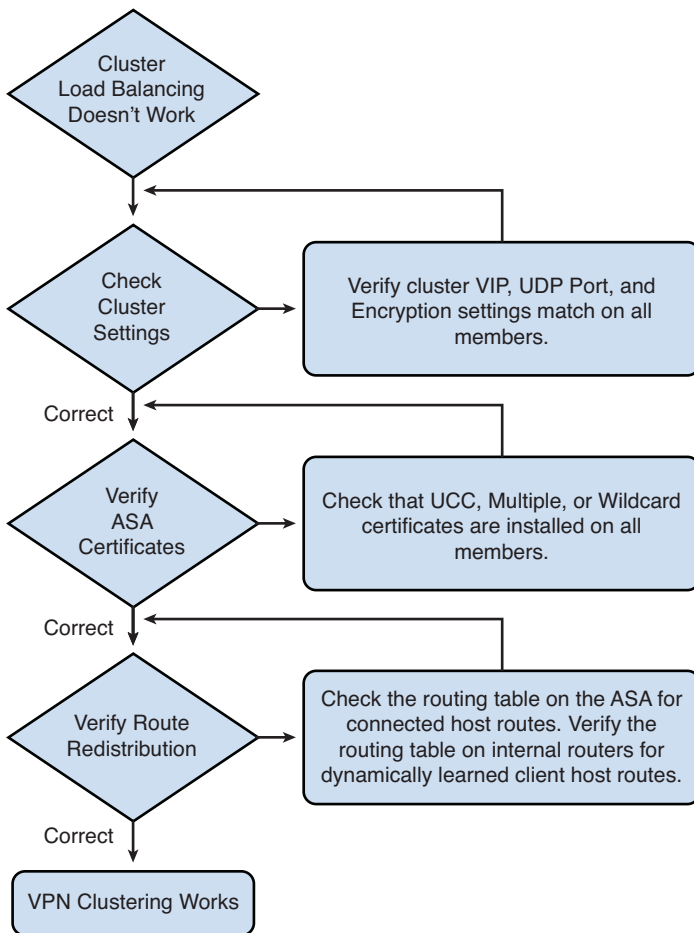 Cluster
Load Balancing
Doesn't Work
Check
Cluster
Settings
Verify cluster VIP, UDP Port, and
Encryption settings match on all
members.
Correct
Verify
ASA
Certificates
Check that UCC, Multiple, or Wildcard
certificates are installed on all
members.
Correct
Verify Route
Redistribution
Check the routing table on the ASA for
connected host routes. Verify the
routing table on internal routers for
dynamically learned client host routes.
Correct
VPN Clustering Works